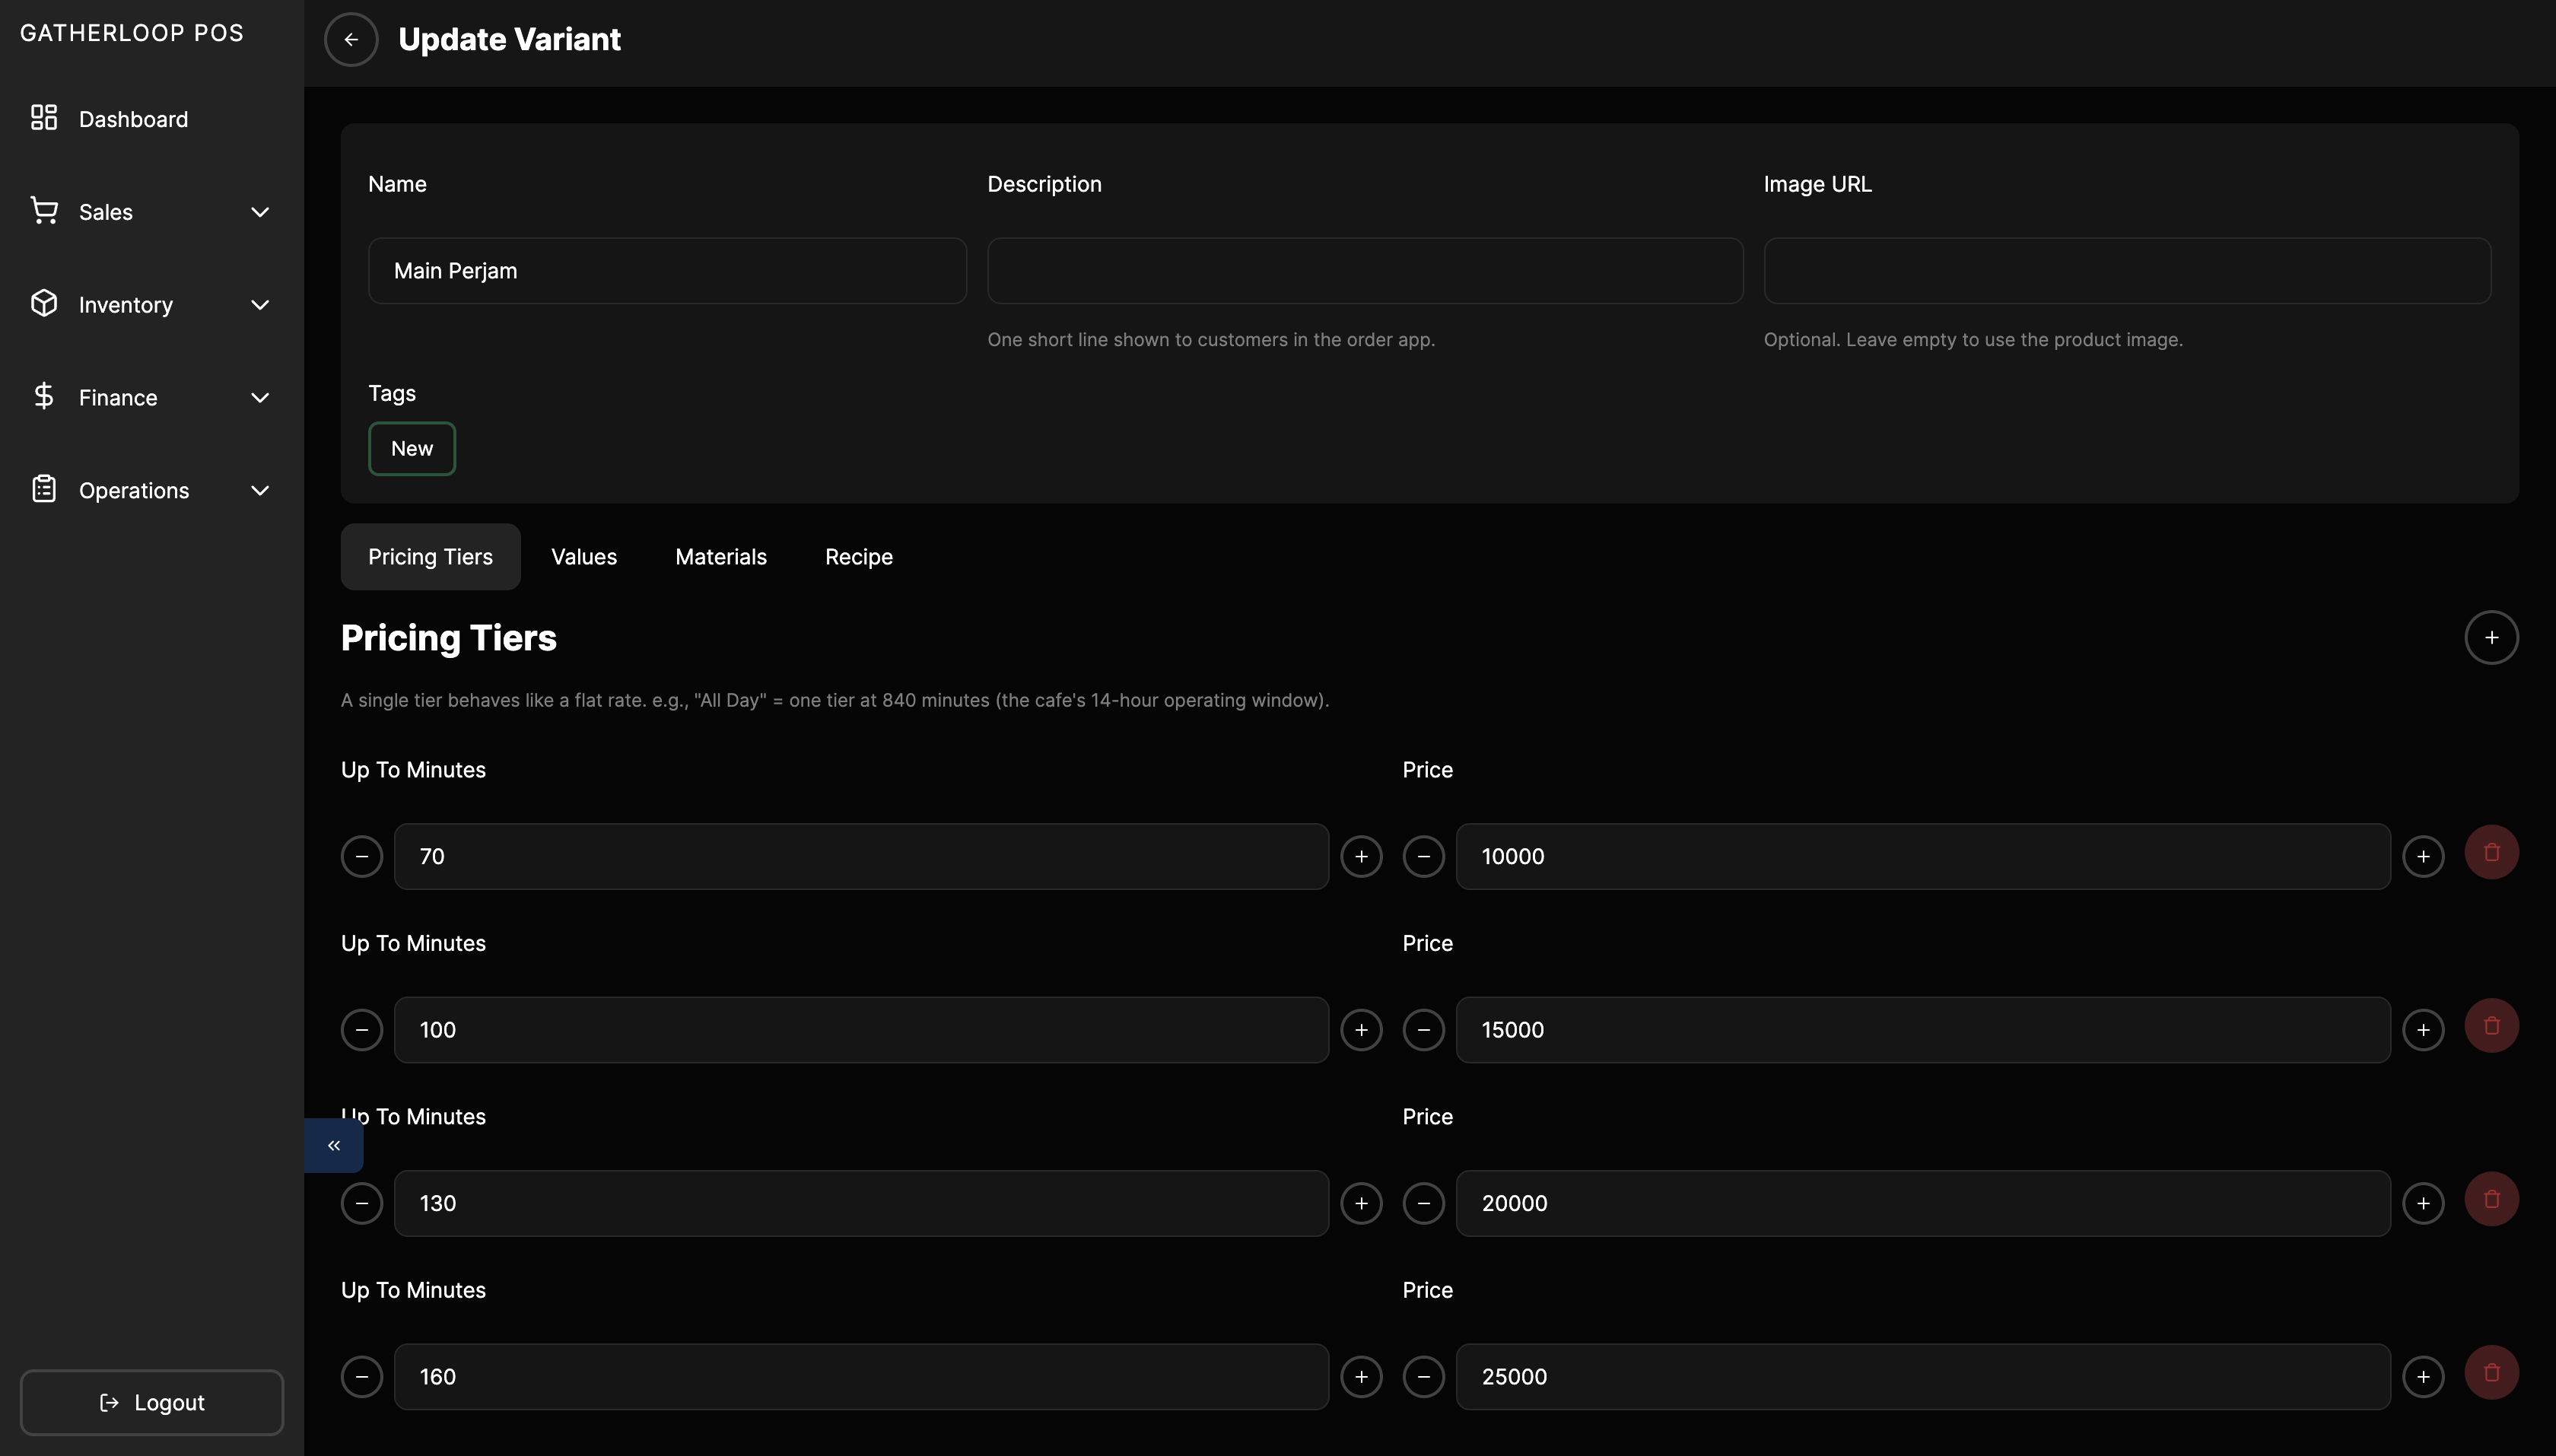 GATHERLOOP POS
Update Variant
Dashboard
Sales
Inventory
Finance
Operations
Logout
Name
Description
Image URL
Main Perjam
One short line shown to customers in the order app.
Optional. Leave empty to use the product image.
Tags
New
Pricing Tiers
Values
Materials
Recipe
Pricing Tiers
A single tier behaves like a flat rate. e.g., "All Day" = one tier at 840 minutes (the cafe's 14-hour operating window).
Up To Minutes
Price
70
10000
Up To Minutes
Price
100
15000
Up To Minutes
Price
130
20000
Up To Minutes
Price
160
25000